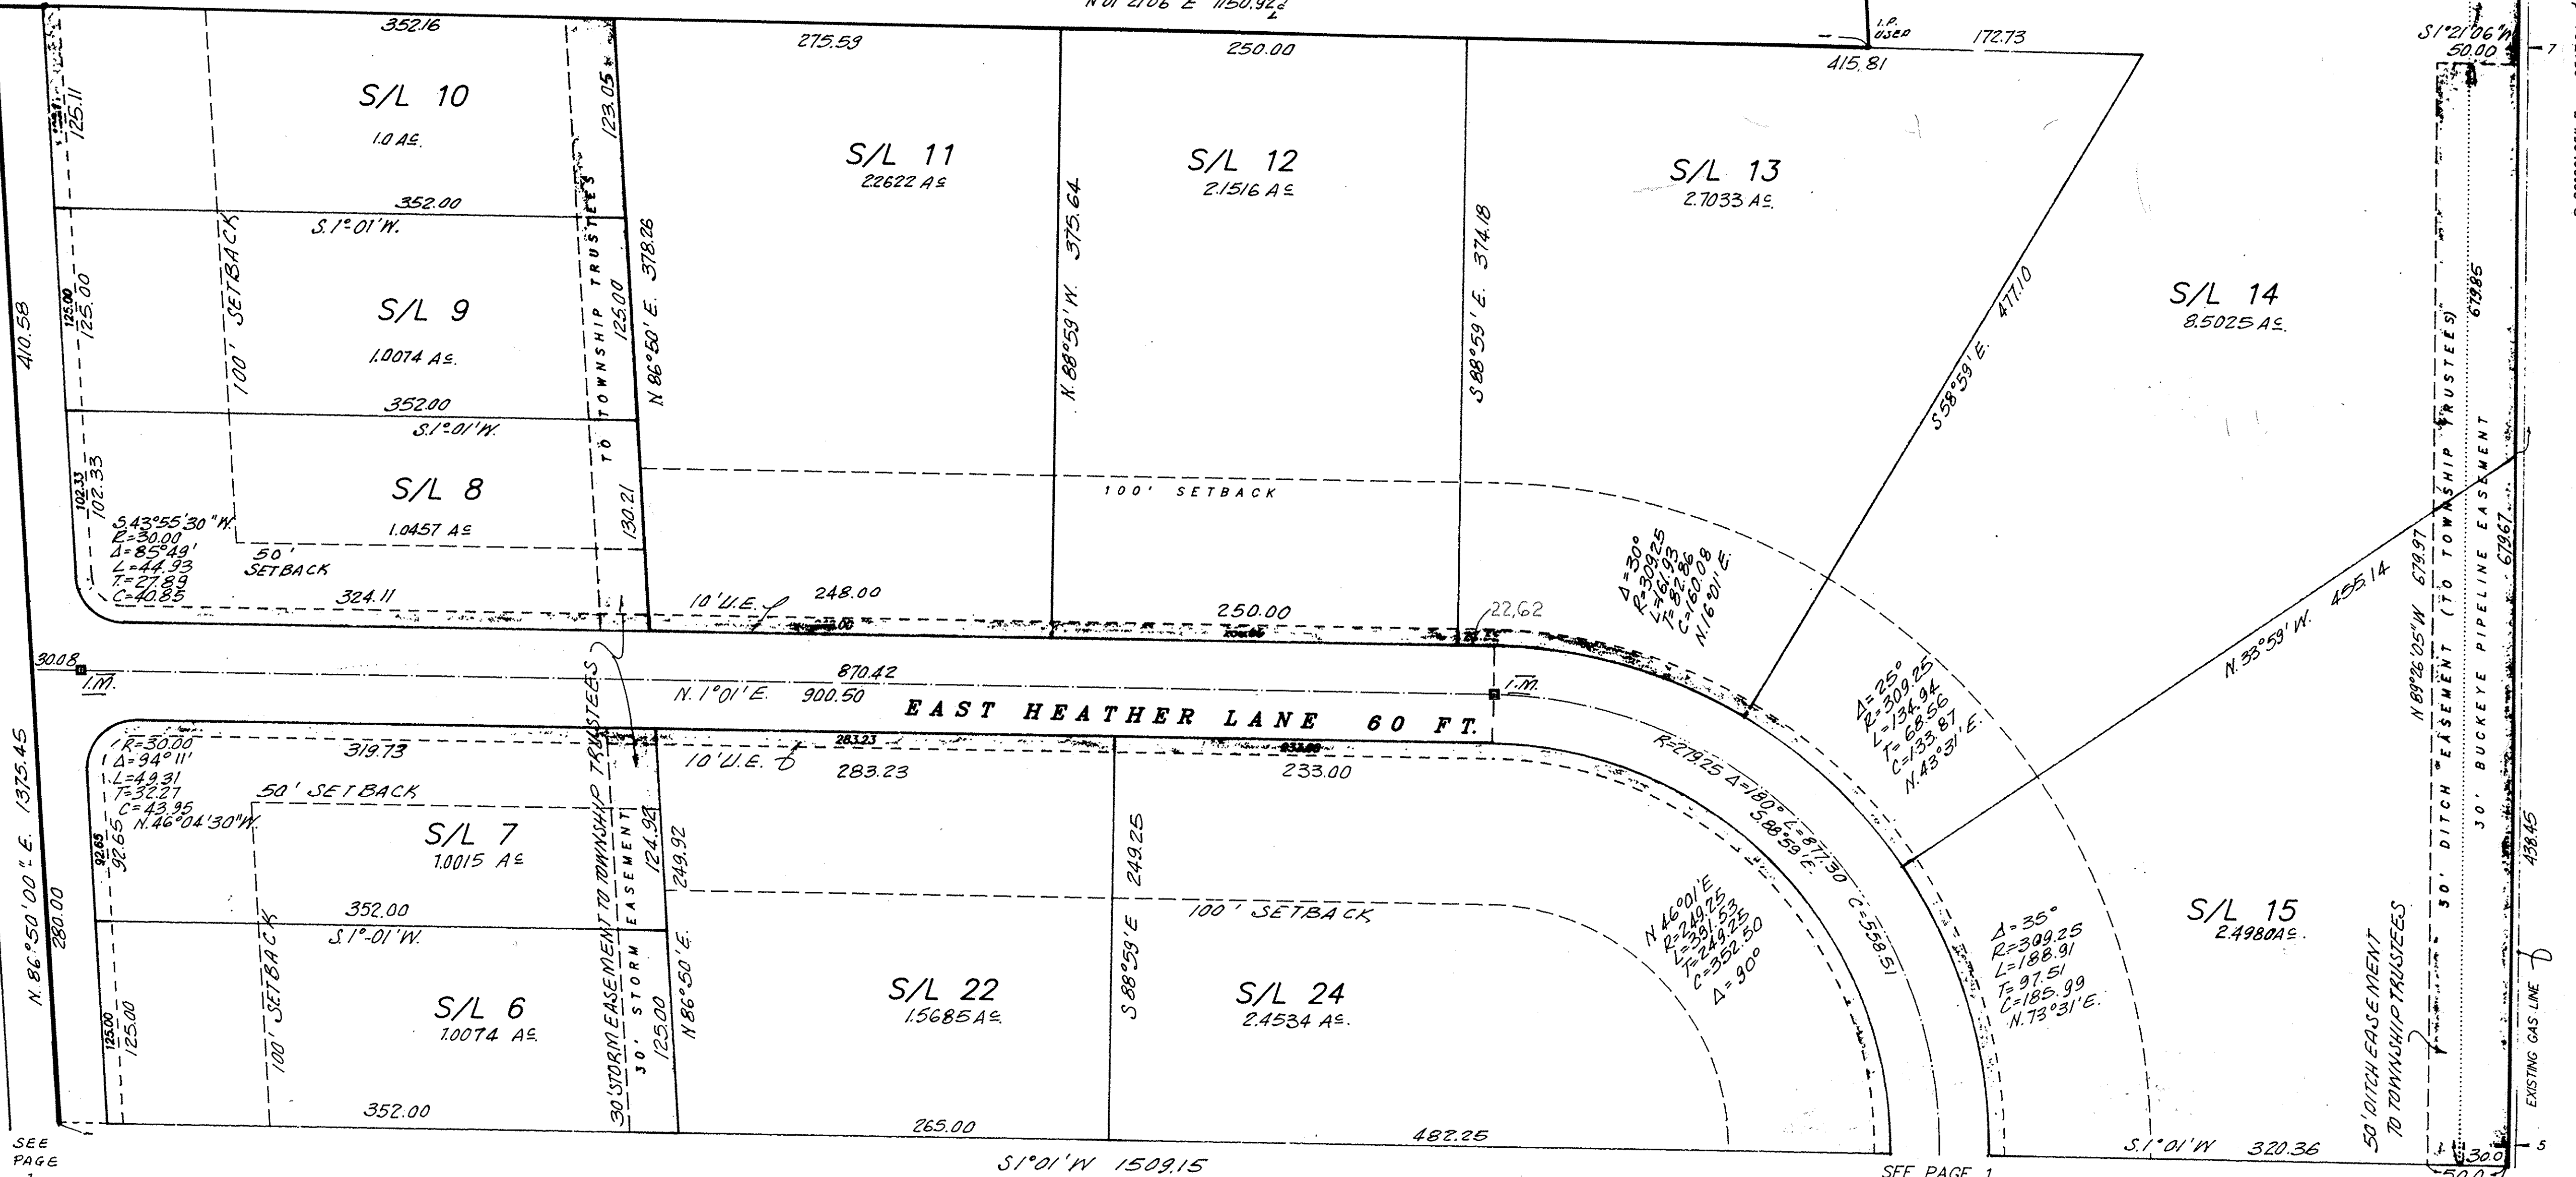 N 01°21'06" E 1150.92
352.16
275.59
250.00
I.P.
USED
172.73
415.81
S1°21'06"W
50.00
7
125.11
S/L 10
1.0 Ac.
123.05
352.00
S.1°-01'W.
S/L 11
2.2622 Ac
S/L 12
2.1516 Ac
S/L 13
2.7033 Ac.
S/L 14
8.5025 Ac.
N 86°50' E. 378.26
N. 88°59' W. 375.64
S 88°59' E. 374.18
S 58°59' E. 477.10
410.58
100' SETBACK
125.00
125.00
S/L 9
1.0074 Ac.
125.00
TO TOWNSHIP TRUSTEES
352.00
S.1°-01'W.
102.33
102.33
S/L 8
1.0457 Ac
130.21
S.43°55'30"W.
R=30.00
Δ=85°49'
L=44.93
T=27.89
C=40.85
50'
SETBACK
324.11
100' SETBACK
10' U.E.
248.00
250.00
22.62
Δ=30°
R=309.25
L=161.93
T=82.86
C=160.08
N.16°01' E.
Δ=25°
R=309.25
L=134.94
T=68.56
C=133.87
N.43°31' E.
N. 33°59' W. 455.14
30.08
I.M.
870.42
N. 1°01' E. 900.50
EAST HEATHER LANE 60 FT.
I.M.
R=279.25 Δ=180° L=877.30 C=558.51
S.88°59' E.
R=30.00
Δ=94°11'
L=49.31
T=32.27
C=43.95
N.46°04'30"W.
319.73
50' SETBACK
S/L 7
1.0015 Ac
92.65
92.65
283.23
10' U.E.
283.23
233.00
124.92
249.92
N 86°50' E.
S 88°59' E 249.25
100' SETBACK
352.00
S.1°-01'W.
N. 86°50'00" E. 1375.45
280.00
125.00
125.00
100' SETBACK
S/L 6
1.0074 Ac.
30' STORM EASEMENT TO TOWNSHIP TRUSTEES
30' STORM EASEMENT
125.00
S/L 22
1.5685 Ac.
S/L 24
2.4534 Ac.
N 46°01' E
R=249.25
L=391.53
T=249.25
C=352.50
Δ=90°
Δ=35°
R=309.25
L=188.91
T=97.51
C=185.99
N.73°31' E.
S/L 15
2.4980 Ac.
50' DITCH EASEMENT
TO TOWNSHIP TRUSTEES
N 89°26'05"W 679.97
50' DITCH EASEMENT (TO TOWNSHIP TRUSTEES)
679.85
30' BUCKEYE PIPELINE EASEMENT
679.67
438.45
EXISTING GAS LINE
352.00
265.00
482.25
S.1°01'W 320.36
30.0
50.0
5
SEE
PAGE
S1°01'W 1509.15
SEE PAGE 1